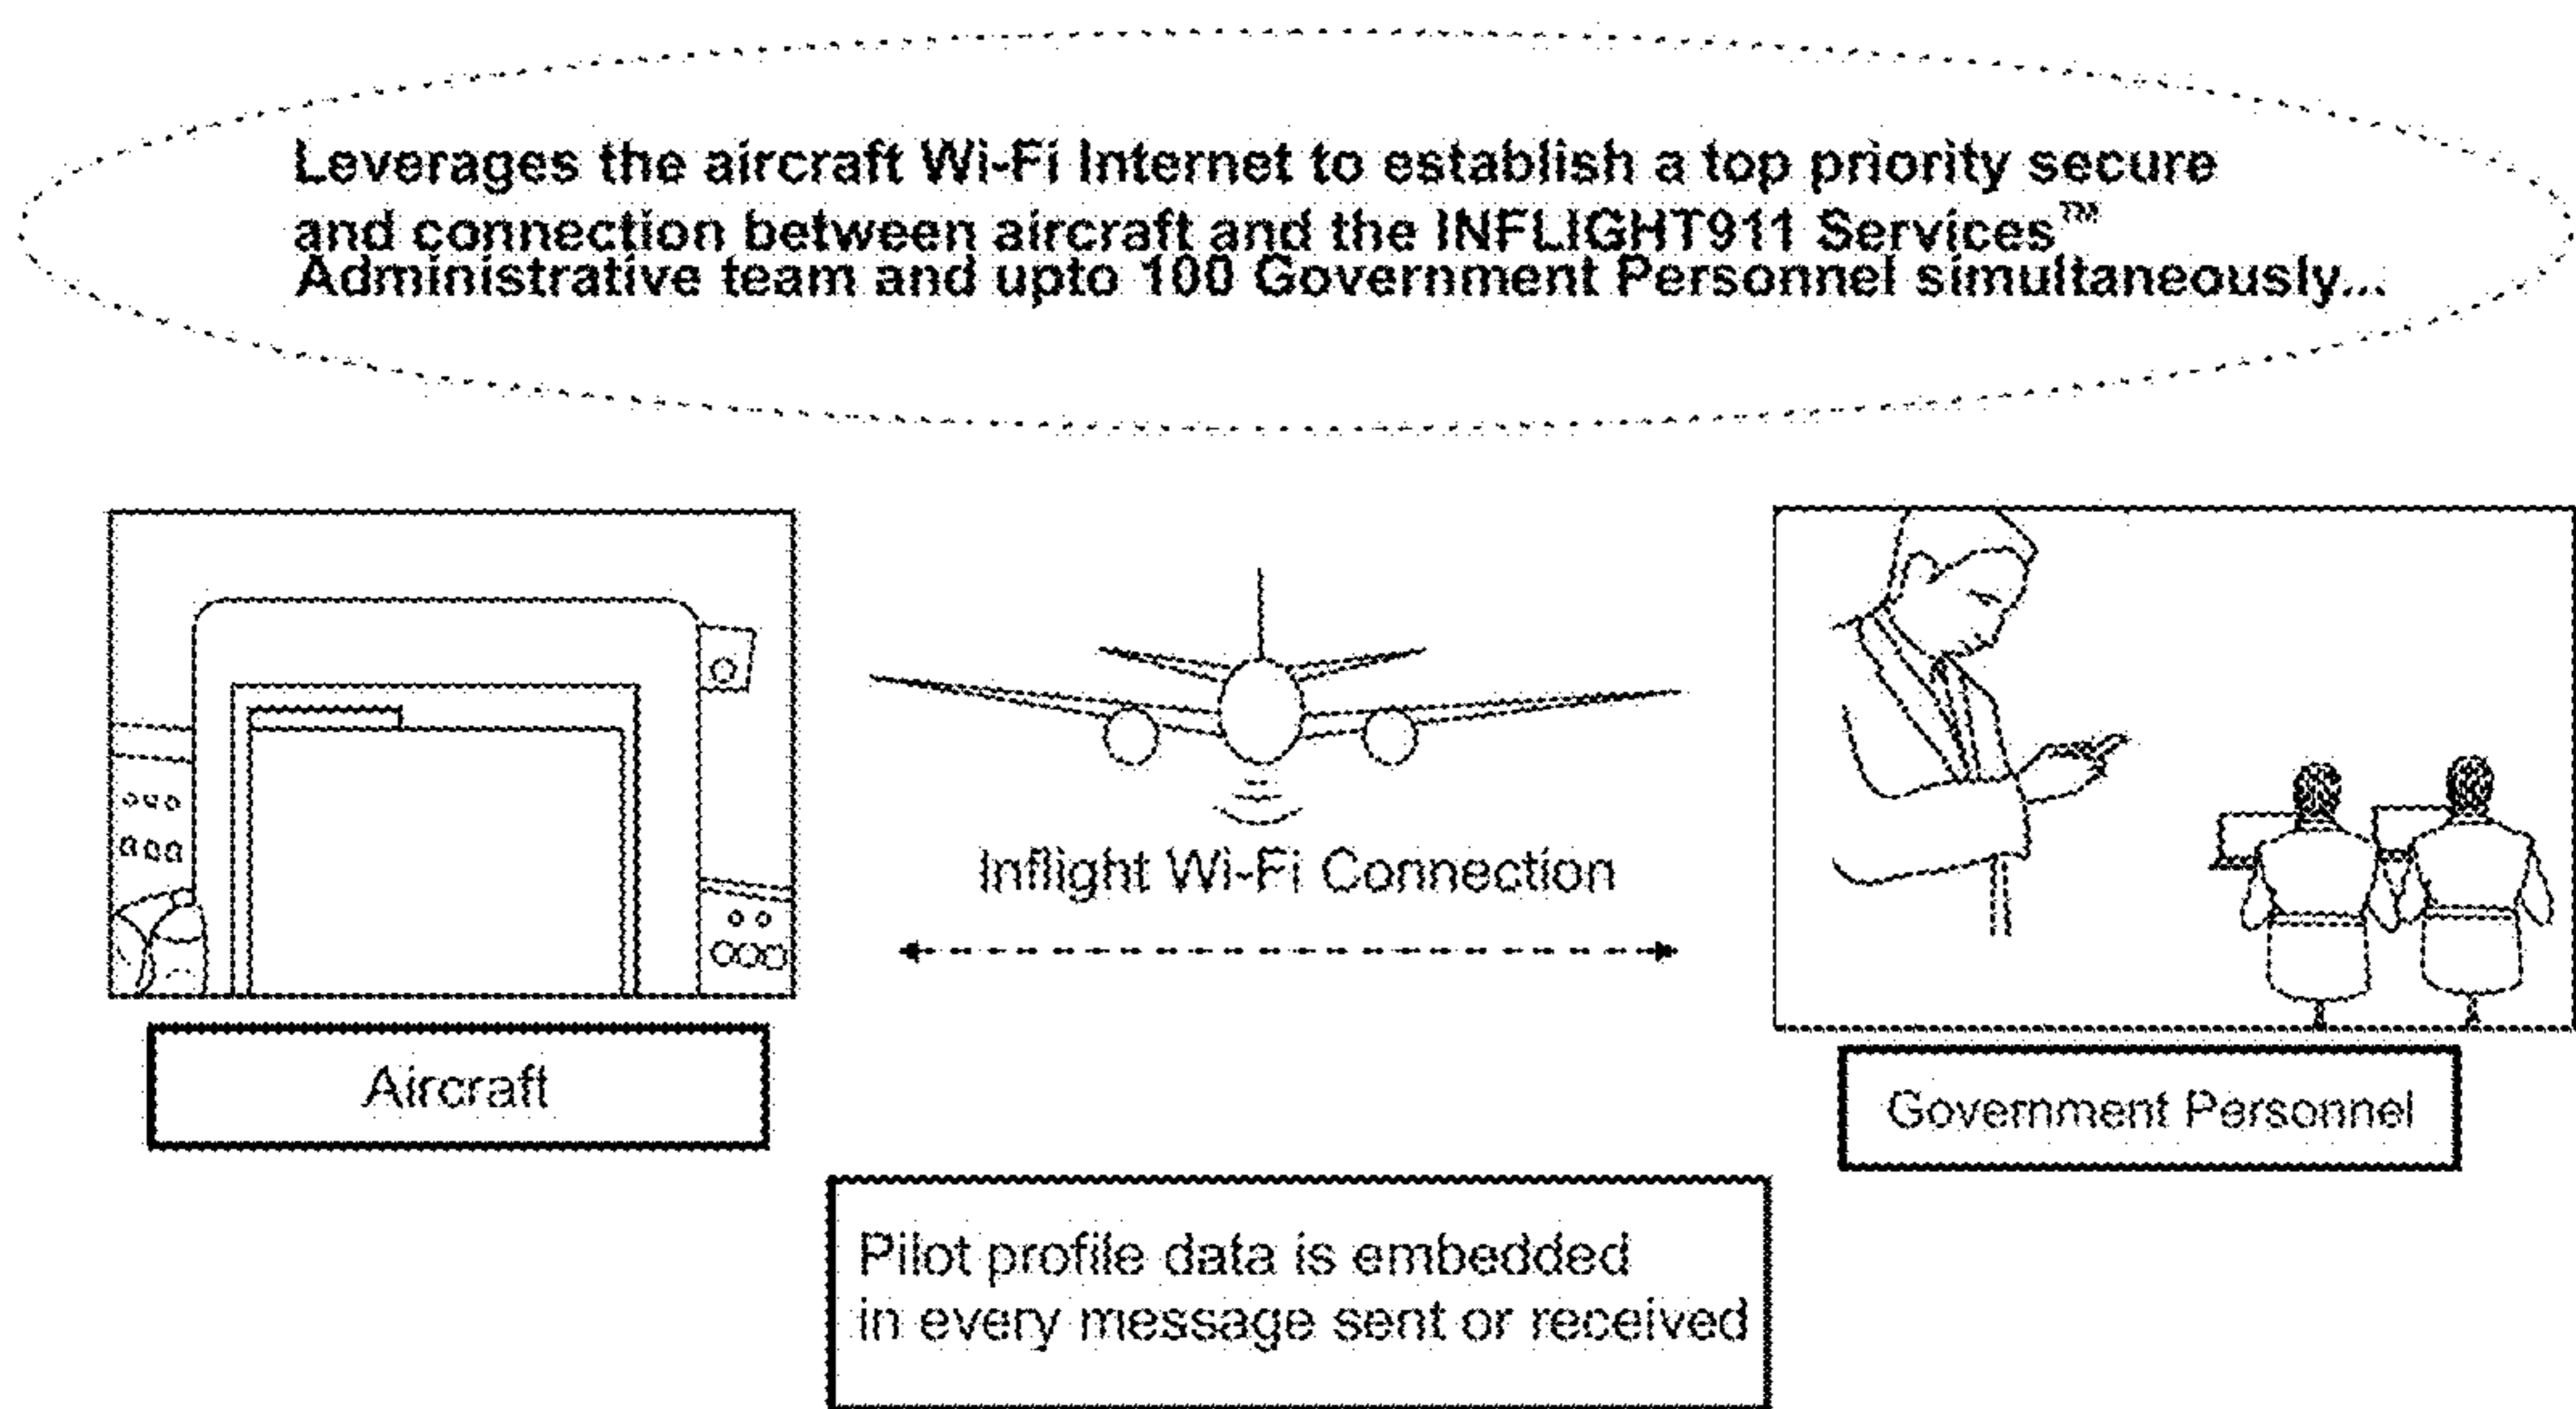 Leverages the aircraft Wi-Fi Internet to establish a top priority secure
and connection between aircraft and the INFLIGHT911 Services™
Administrative team and upto 100 Government Personnel simultaneously...
Inflight Wi-Fi Connection
Aircraft
Government Personnel
Pilot profile data is embedded
in every message sent or received